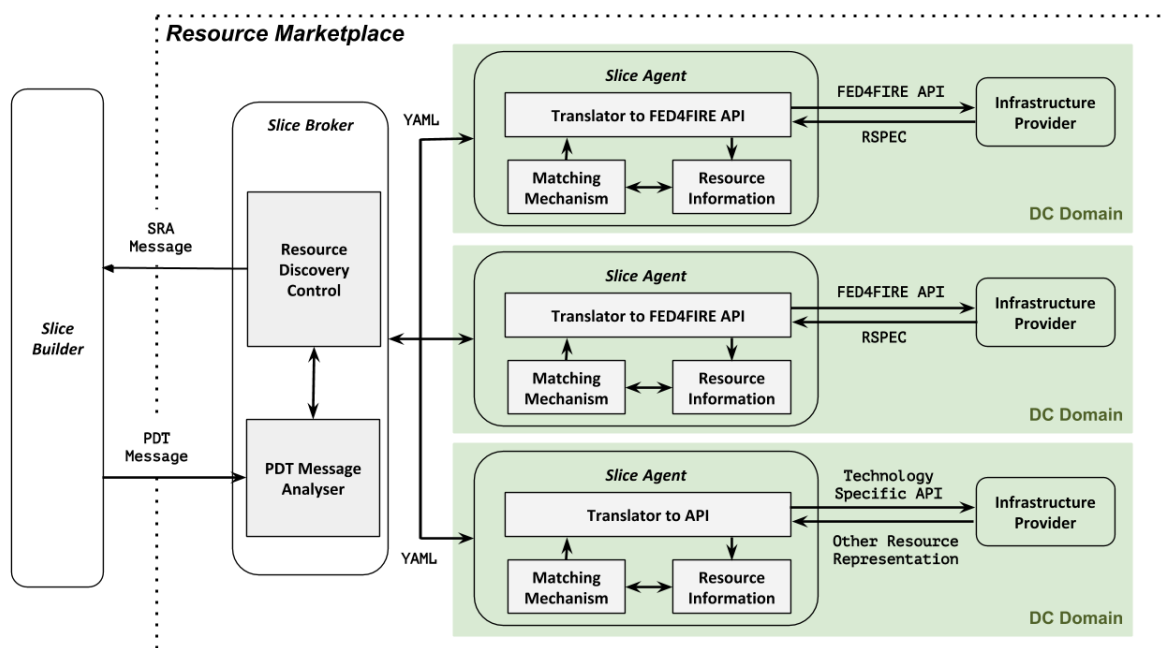 Resource Marketplace
Slice
Builder
SRA
Message
PDT
Message
Slice Broker
Resource
Discovery
Control
PDT Message
Analyser
YAML
YAML
Slice Agent
Translator to FED4FIRE API
Matching
Mechanism
Resource
Information
FED4FIRE API
RSPEC
Infrastructure
Provider
DC Domain
Slice Agent
Translator to FED4FIRE API
Matching
Mechanism
Resource
Information
FED4FIRE API
RSPEC
Infrastructure
Provider
DC Domain
Slice Agent
Translator to API
Matching
Mechanism
Resource
Information
Technology
Specific API
Other Resource
Representation
Infrastructure
Provider
DC Domain